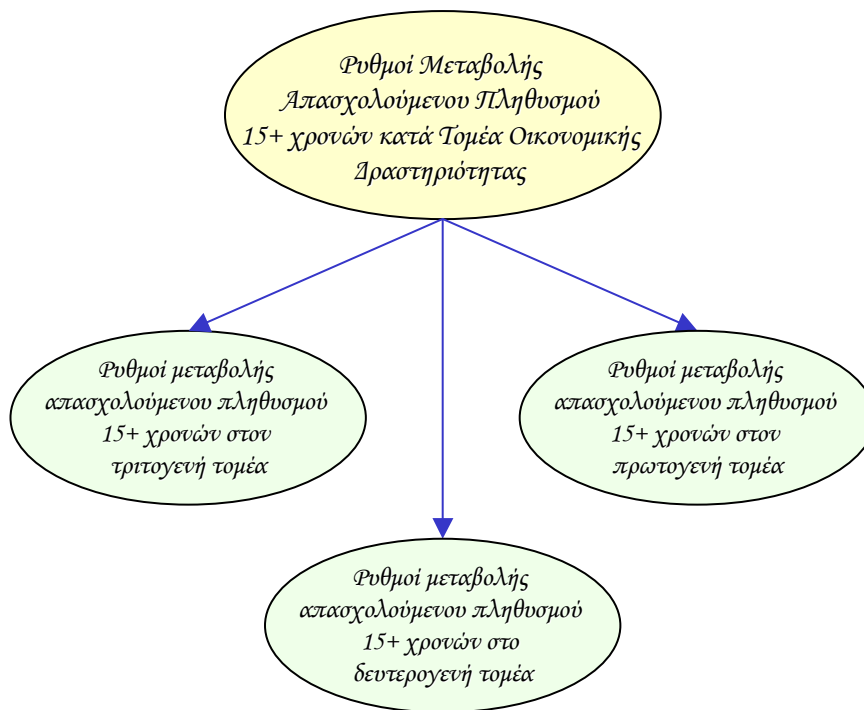 Ρυθμοί Μεταβολής
Απασχολούμενου Πληθυσμού
15+ χρονών κατά Τομέα Οικονομικής
Δραστηριότητας
Ρυθμοί μεταβολής
απασχολούμενου πληθυσμού
15+ χρονών στον
τριτογενή τομέα
Ρυθμοί μεταβολής
απασχολούμενου πληθυσμού
15+ χρονών στον
πρωτογενή τομέα
Ρυθμοί μεταβολής
απασχολούμενου πληθυσμού
15+ χρονών στο
δευτερογενή τομέα